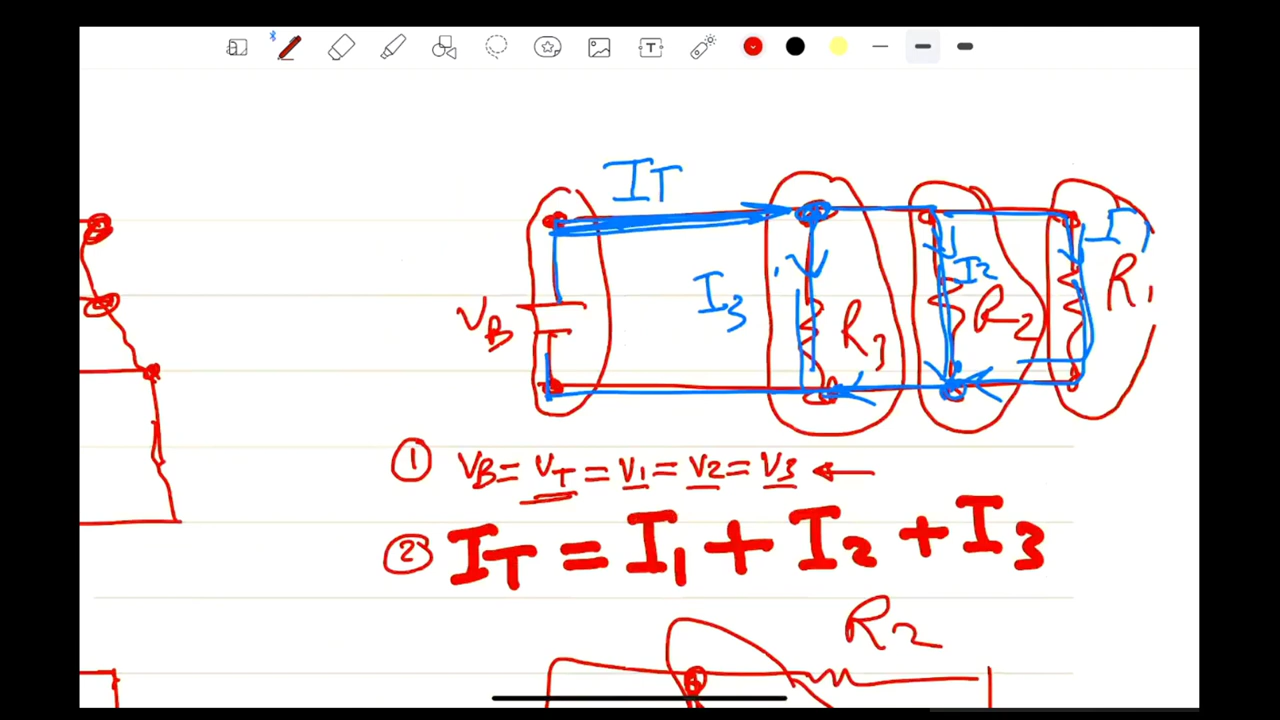 IT
I1
I3
I2
R1
VB
R3
R2
① VB = VT = V1 = V2 = V3 ←
② IT = I1 + I2 + I3
R2